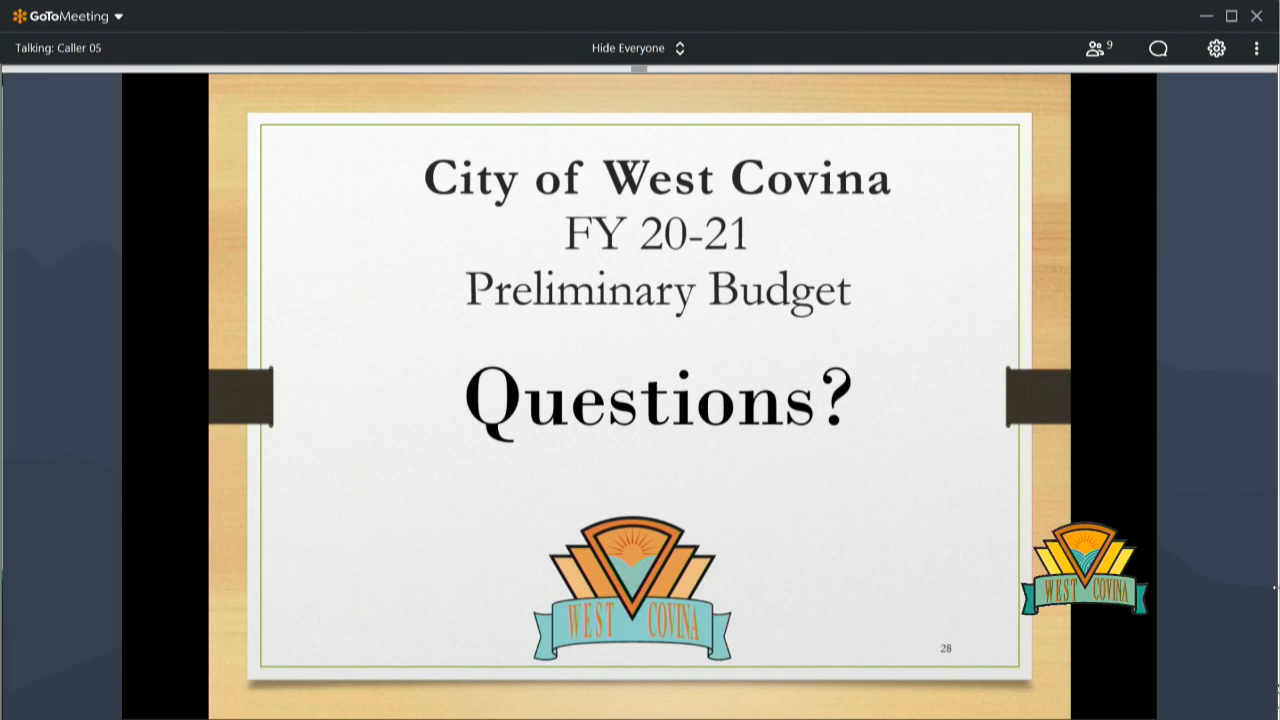 GoToMeeting
Talking: Caller 05
Hide Everyone
9
City of West Covina
FY 20-21
Preliminary Budget
Questions?
WEST COVINA
WEST COVINA
28